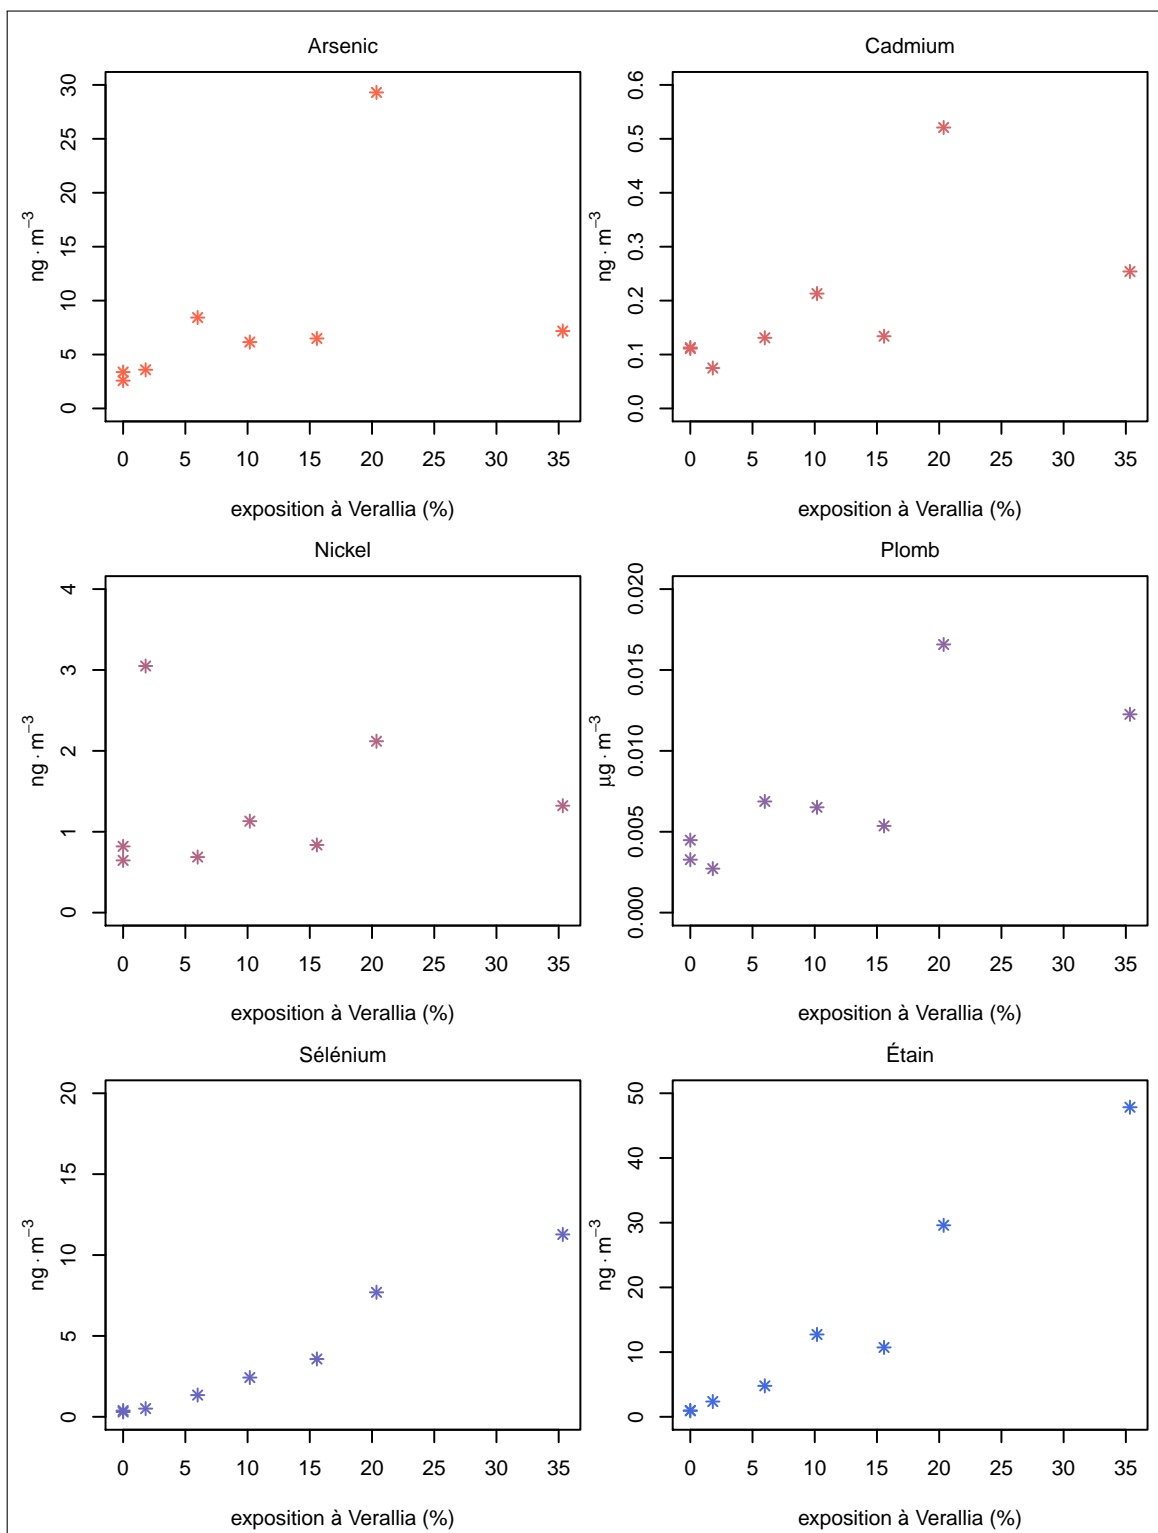 Arsenic
30
25
20
15
10
5
0
ng · m⁻³
0 5 10 15 20 25 30 35
exposition à Verallia (%)
Cadmium
0.6
0.5
0.4
0.3
0.2
0.1
0.0
ng · m⁻³
0 5 10 15 20 25 30 35
exposition à Verallia (%)
Nickel
4
3
2
1
0
ng · m⁻³
0 5 10 15 20 25 30 35
exposition à Verallia (%)
Plomb
0.020
0.015
0.010
0.005
0.000
µg · m⁻³
0 5 10 15 20 25 30 35
exposition à Verallia (%)
Sélénium
20
15
10
5
0
ng · m⁻³
0 5 10 15 20 25 30 35
exposition à Verallia (%)
Étain
50
40
30
20
10
0
ng · m⁻³
0 5 10 15 20 25 30 35
exposition à Verallia (%)